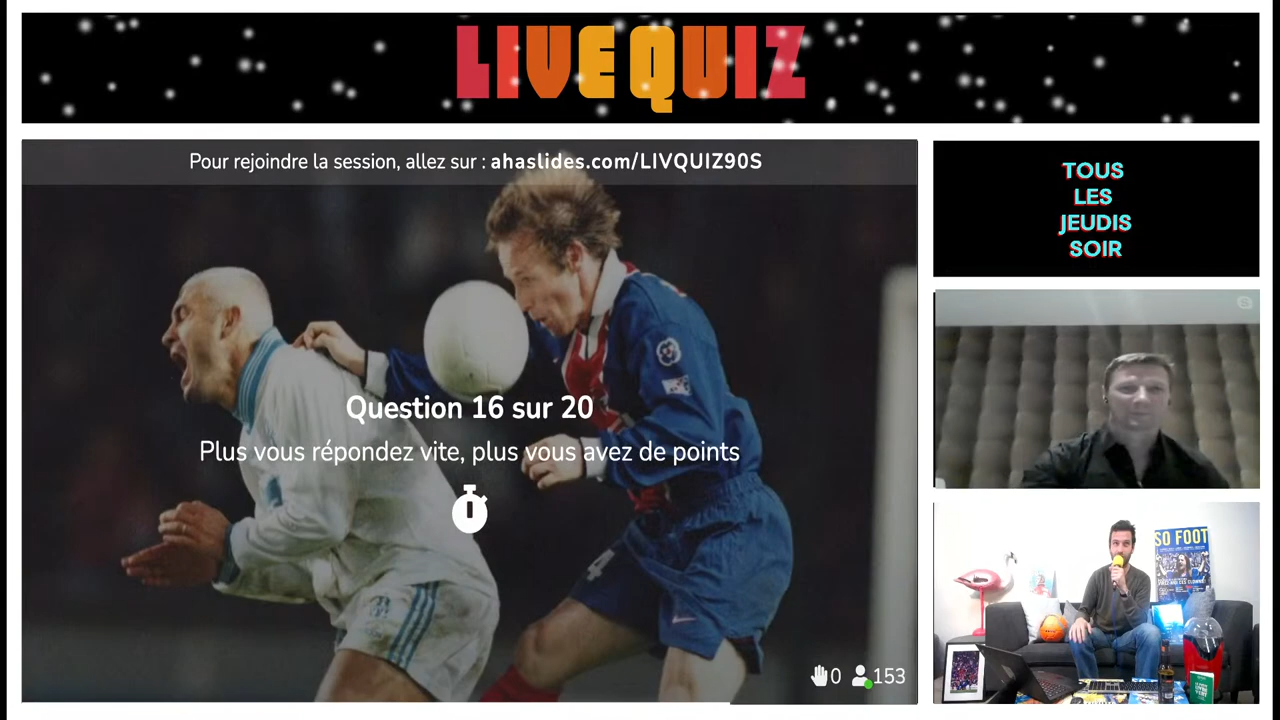 LIVE QUIZ
Pour rejoindre la session, allez sur : ahaslides.com/LIVQUIZ90S
TOUS
LES
JEUDIS
SOIR
Question 16 sur 20
Plus vous répondez vite, plus vous avez de points
0 153
4
SO FOOT